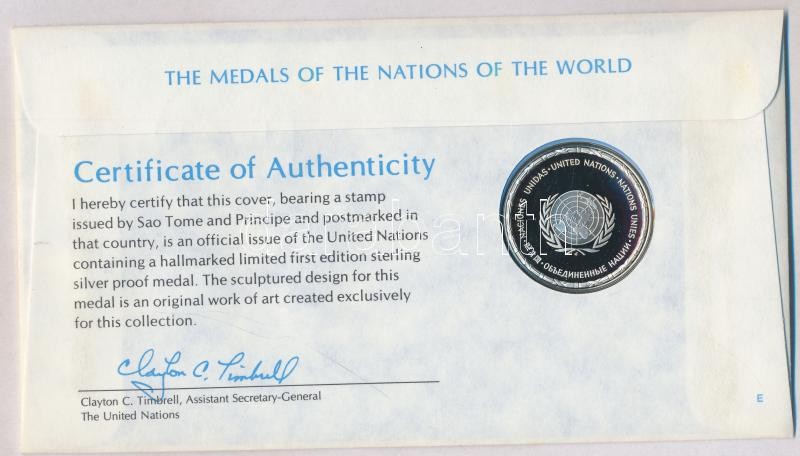 THE MEDALS OF THE NATIONS OF THE WORLD
Certificate of Authenticity
I hereby certify that this cover, bearing a stamp
issued by Sao Tome and Principe and postmarked in
that country, is an official issue of the United Nations
containing a hallmarked limited first edition sterling
silver proof medal. The sculptured design for this
medal is an original work of art created exclusively
for this collection.
NACIONES UNIDAS · UNITED NATIONS · NATIONS UNIES ·
ОБЪЕДИНЕННЫЕ НАЦИИ ·
Clayton C. Timbrell
Clayton C. Timbrell, Assistant Secretary-General
The United Nations
E